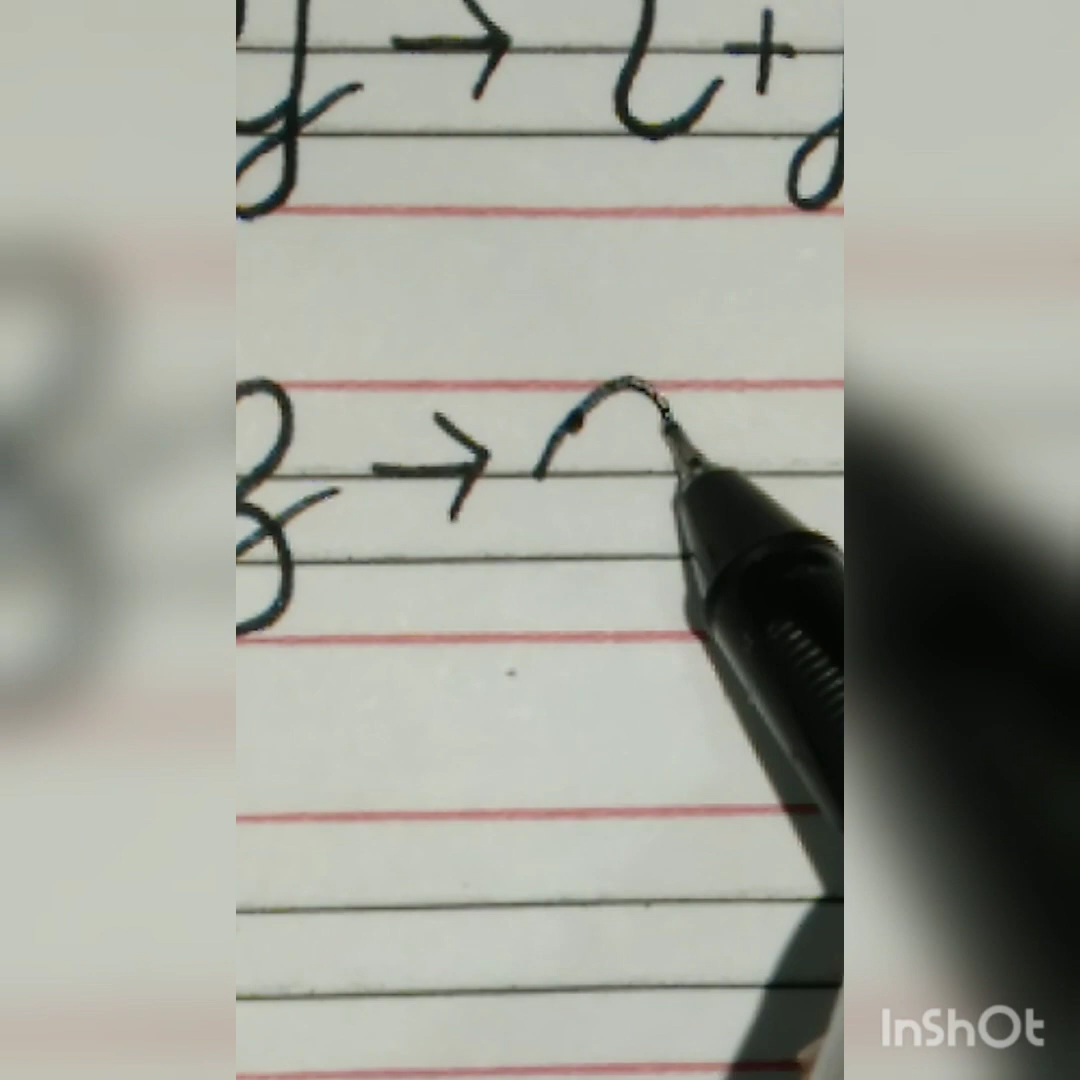 y → l + j
z →
InShOt